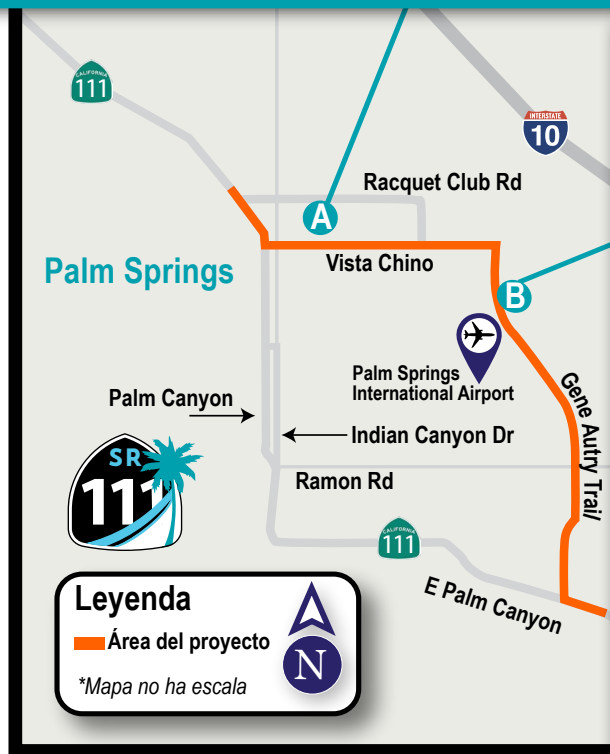 CALIFORNIA
111
INTERSTATE
10
Racquet Club Rd
A
Vista Chino
Palm Springs
B
Palm Springs
International Airport
Gene Autry Trail
Palm Canyon
Indian Canyon Dr
SR
111
Ramon Rd
CALIFORNIA
111
E Palm Canyon
Leyenda
Área del proyecto
*Mapa no ha escala
N